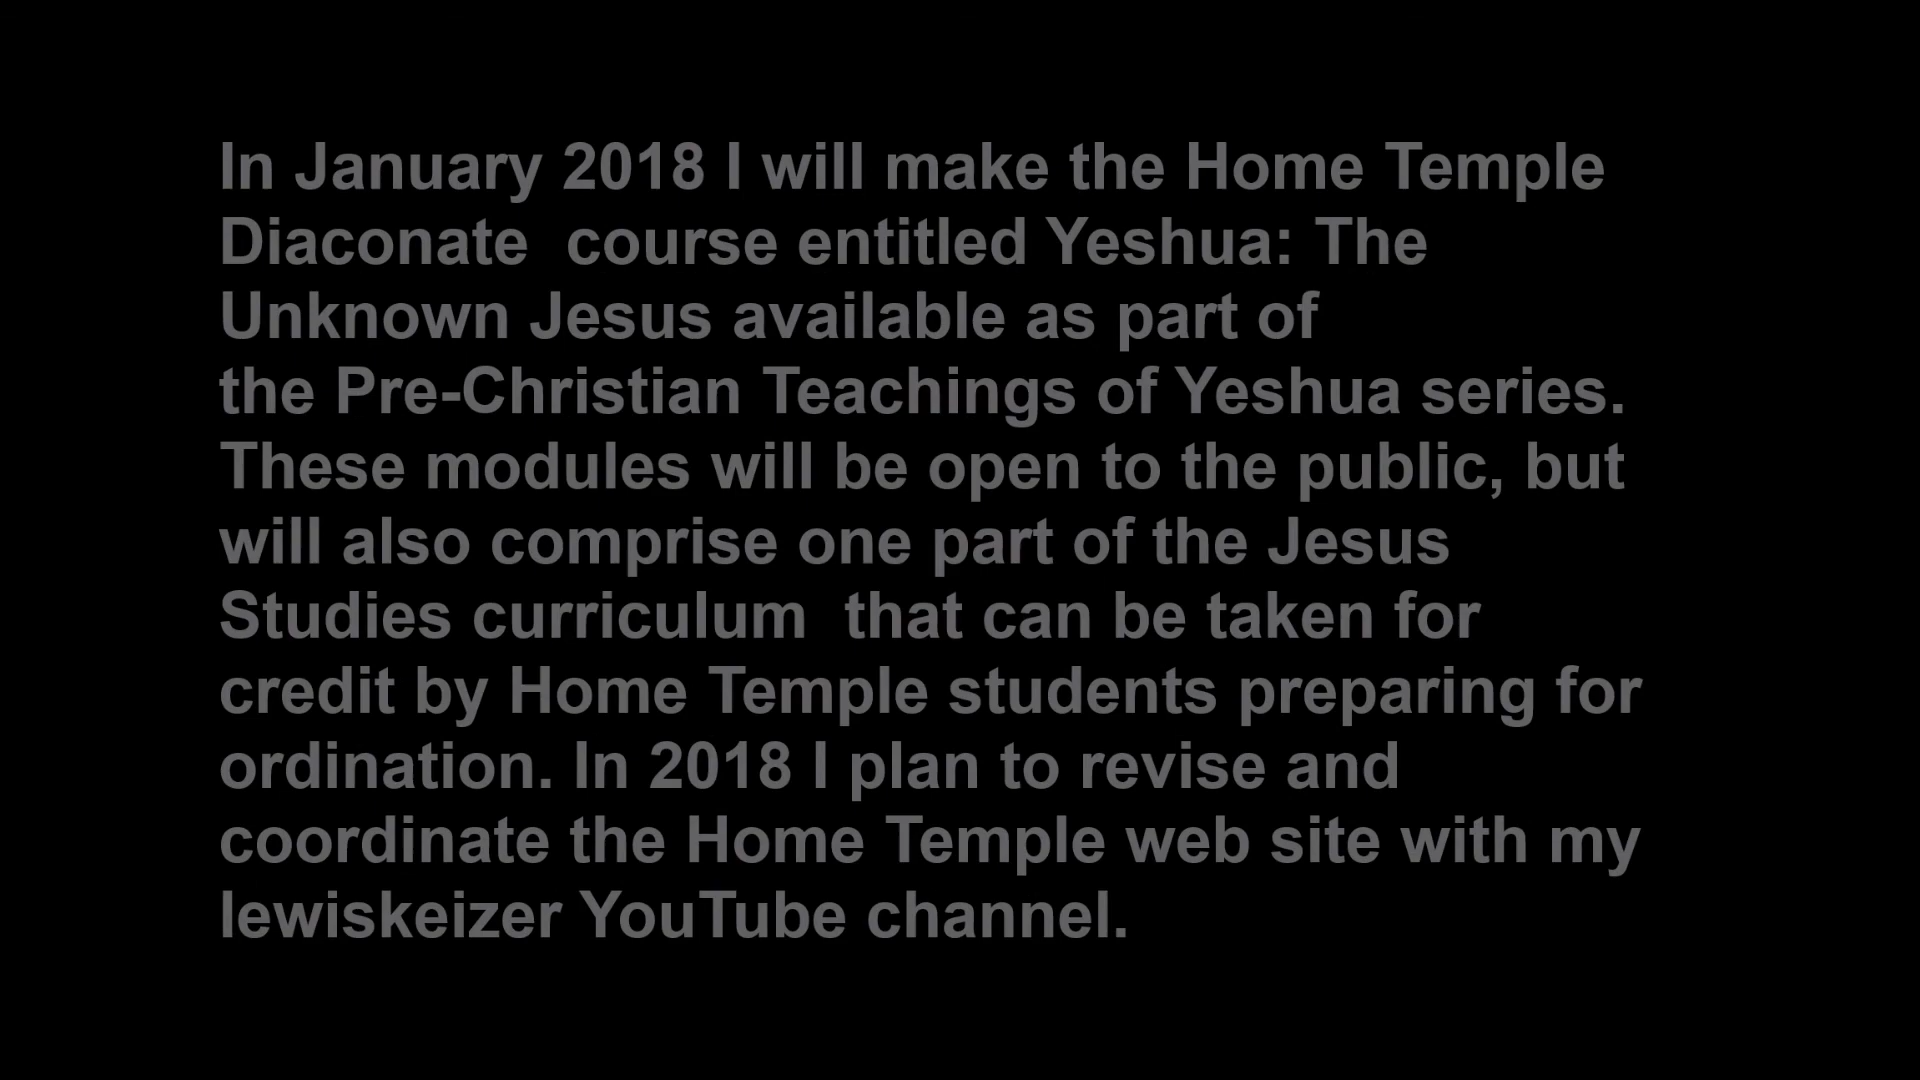 In January 2018 I will make the Home Temple
Diaconate  course entitled Yeshua: The
Unknown Jesus available as part of
the Pre-Christian Teachings of Yeshua series.
These modules will be open to the public, but
will also comprise one part of the Jesus
Studies curriculum  that can be taken for
credit by Home Temple students preparing for
ordination. In 2018 I plan to revise and
coordinate the Home Temple web site with my
lewiskeizer YouTube channel.